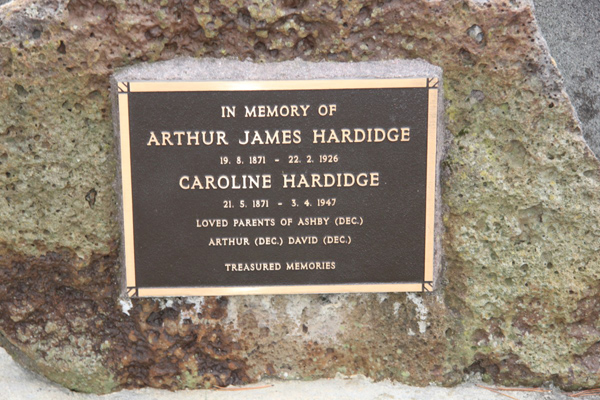 IN MEMORY OF
ARTHUR JAMES HARDIDGE
19. 8. 1871 - 22. 2. 1926
CAROLINE HARDIDGE
21. 5. 1871 - 3. 4. 1947
LOVED PARENTS OF ASHBY (DEC.)
ARTHUR (DEC.) DAVID (DEC.)
TREASURED MEMORIES